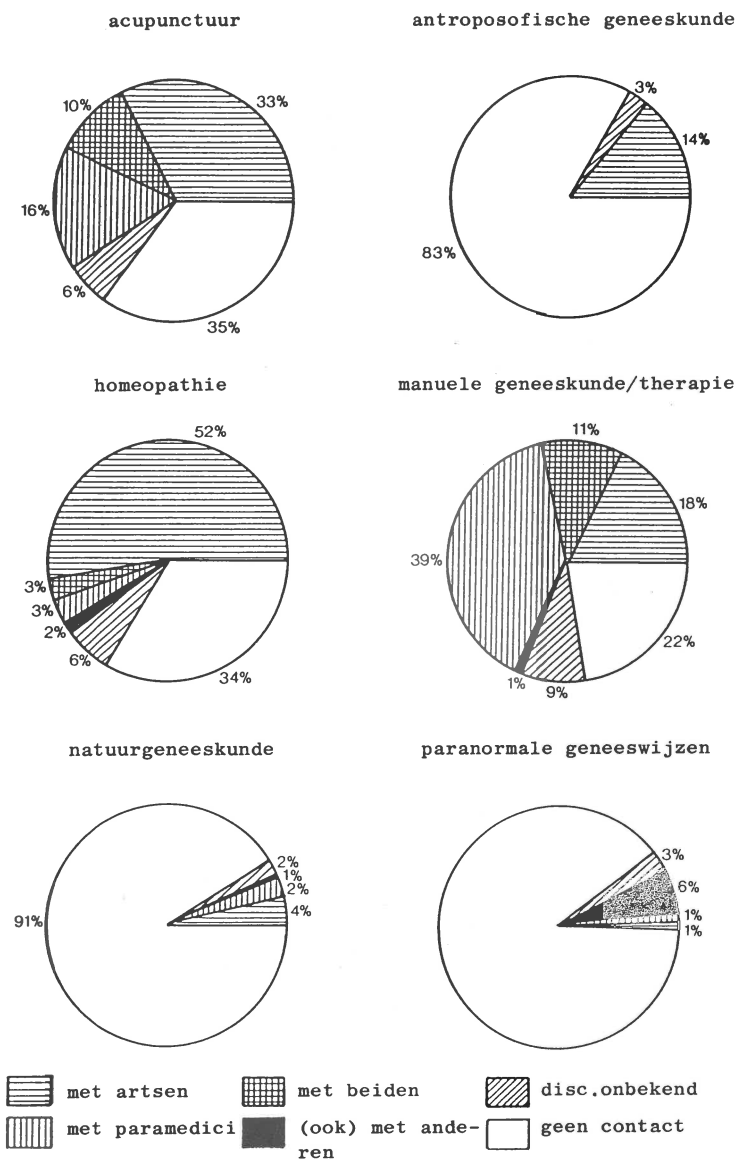 acupunctuur
antroposofische geneeskunde
10%
33%
16%
6%
35%
3%
14%
83%
homeopathie
manuele geneeskunde/therapie
52%
3%
3%
2%
6%
34%
11%
18%
39%
1%
9%
22%
natuurgeneeskunde
paranormale geneeswijzen
2%
1%
2%
4%
91%
3%
6%
1%
1%
met artsen
met beiden
disc.onbekend
met paramedici
(ook) met ande-
ren
geen contact